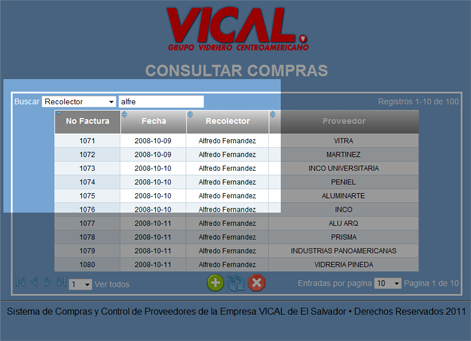 VICAL.
GRUPO VIDRIERO CENTROAMERICANO
CONSULTAR COMPRAS
Buscar Recolector alfre Registros 1-10 de 100
No Factura Fecha Recolector Proveedor
1071 2008-10-09 Alfredo Fernandez VITRA
1072 2008-10-09 Alfredo Fernandez MARTINEZ
1073 2008-10-10 Alfredo Fernandez INCO UNIVERSITARIA
1074 2008-10-10 Alfredo Fernandez PENIEL
1075 2008-10-10 Alfredo Fernandez ALUMINARTE
1076 2008-10-10 Alfredo Fernandez INCO
1077 2008-10-11 Alfredo Fernandez ALU ARQ
1078 2008-10-11 Alfredo Fernandez PRISMA
1079 2008-10-11 Alfredo Fernandez INDUSTRIAS PANOAMERICANAS
1080 2008-10-11 Alfredo Fernandez VIDRERIA PINEDA
1 Ver todos Entradas por pagina 10 Pagina 1 de 10
Sistema de Compras y Control de Proveedores de la Empresa VICAL de El Salvador • Derechos Reservados 2011